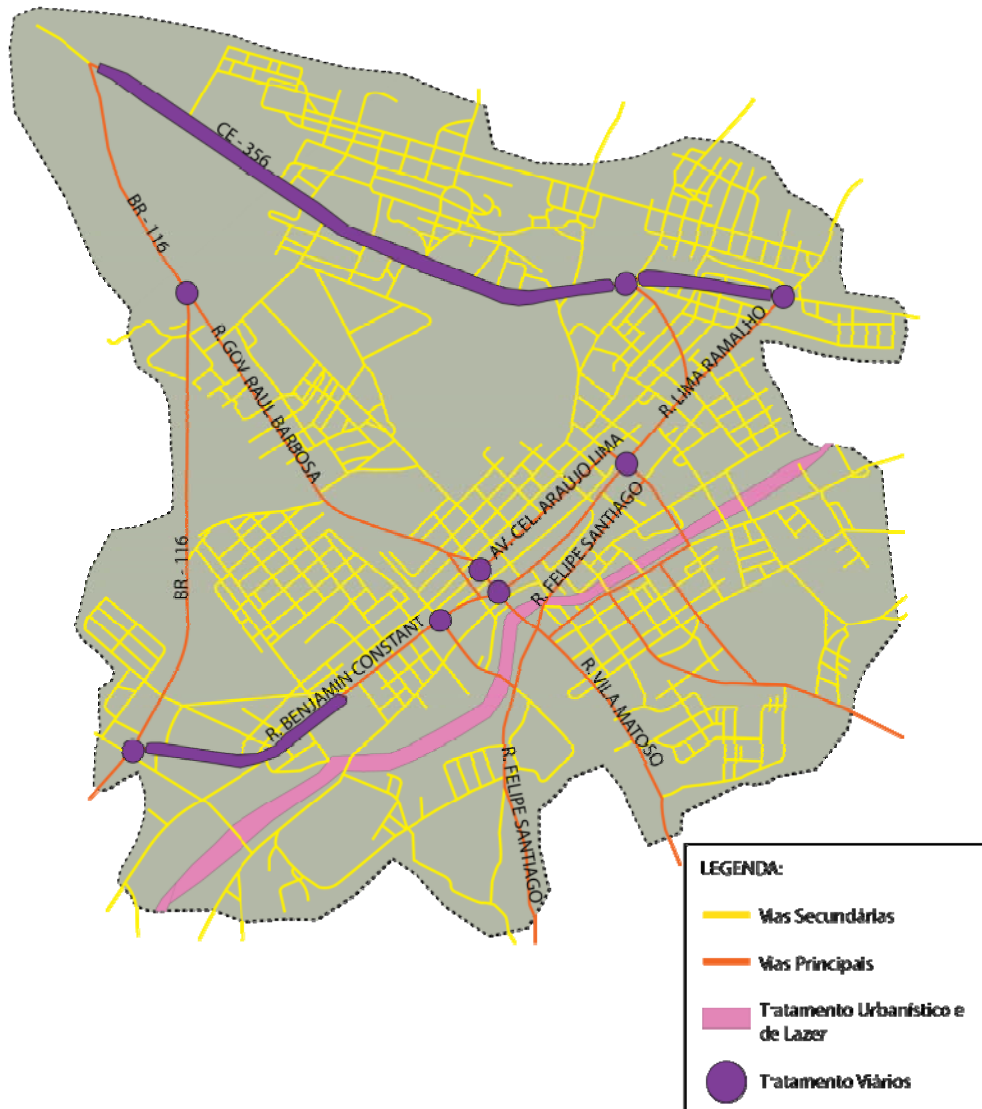 CE - 356
BR - 116
R. GOV RAUL BARBOSA
R. LIMA RAMALHO
AV. CEL. ARAUJO LIMA
R. FELIPE SANTIAGO
BR - 116
R. BENJAMIN CONSTANT
R. VILA MATOSO
R. FELIPE SANTIAGO
LEGENDA:
Vias Secundárias
Vias Principais
Tratamento Urbanístico e
de Lazer
Tratamento Viários